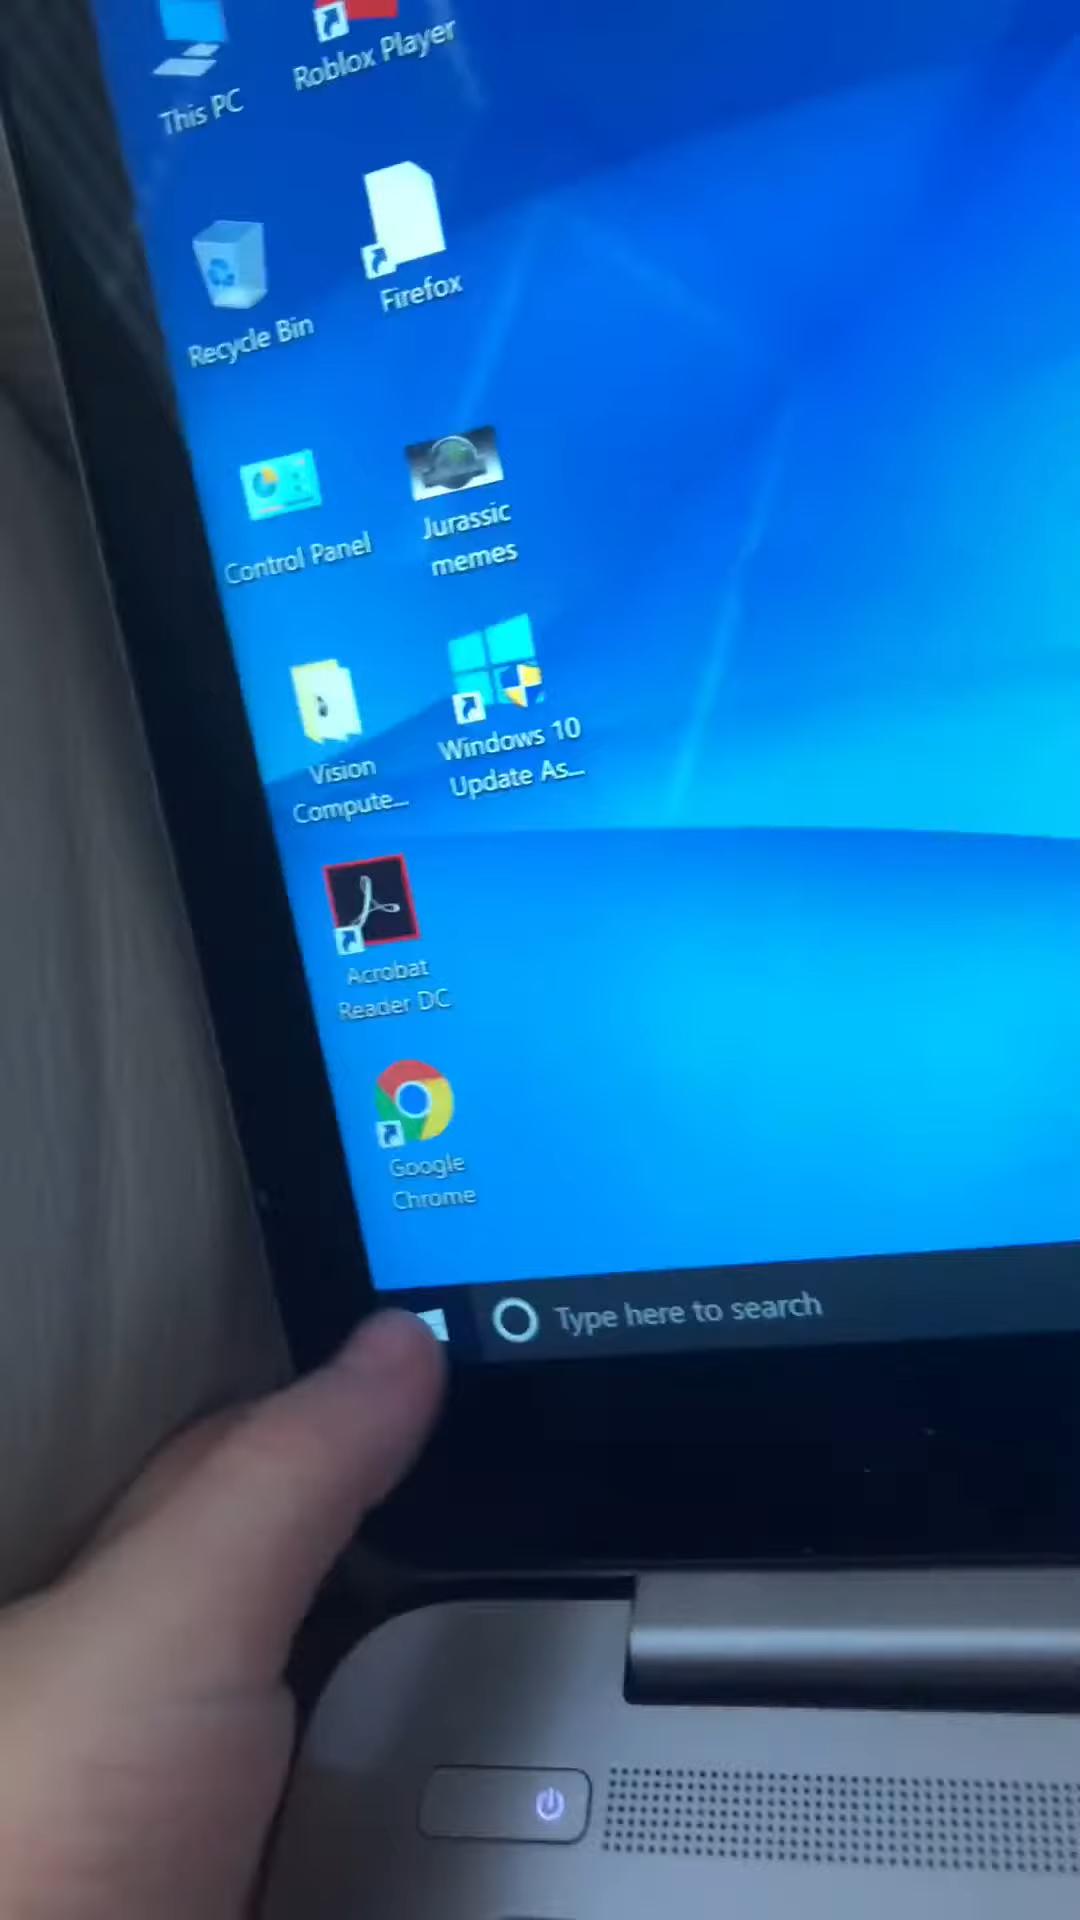 This PC
Roblox Player
Recycle Bin
Firefox
Control Panel
Jurassic
memes
Vision
Compute...
Windows 10
Update As...
Acrobat
Reader DC
Google
Chrome
Type here to search